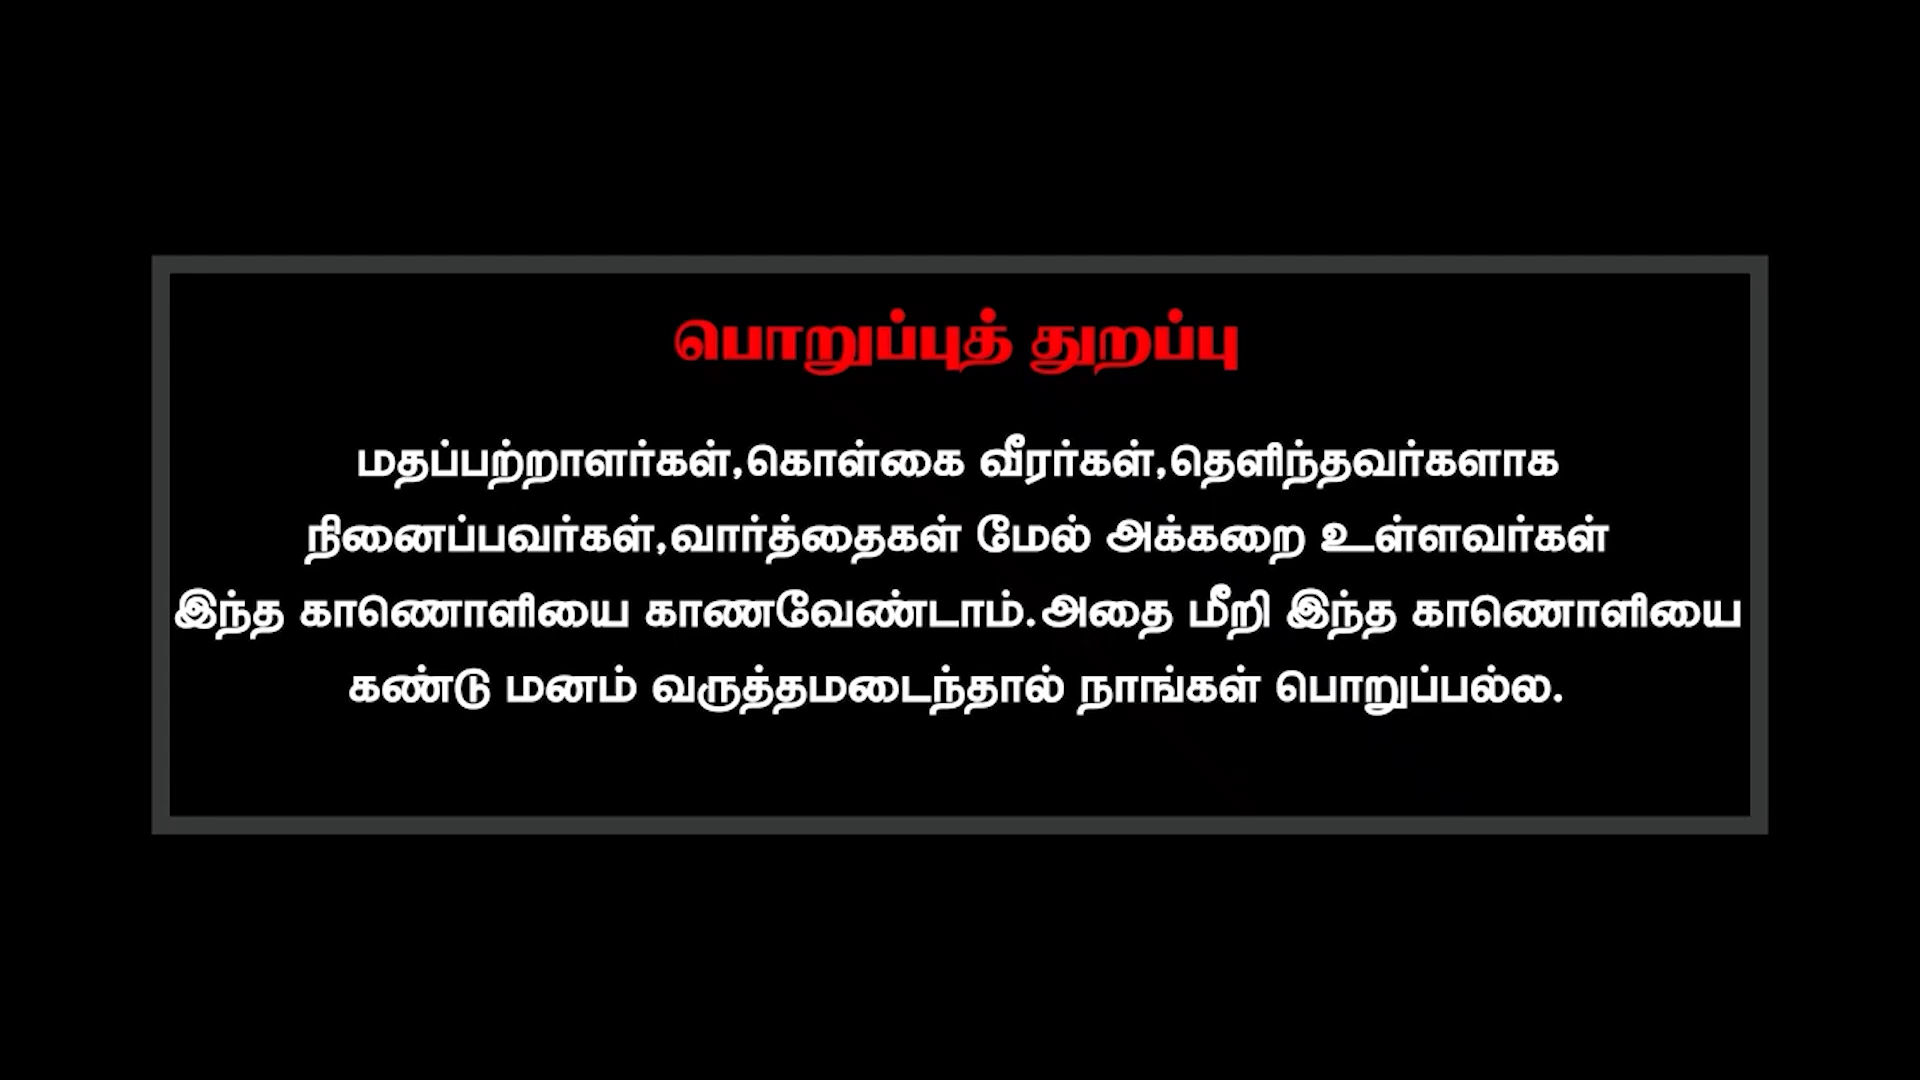 பொறுப்புத் துறப்பு
மதப்பற்றாளர்கள்,கொள்கை வீரர்கள்,தெளிந்தவர்களாக
நினைப்பவர்கள்,வார்த்தைகள் மேல் அக்கறை உள்ளவர்கள்
இந்த காணொளியை காணவேண்டாம்.அதை மீறி இந்த காணொளியை
கண்டு மனம் வருத்தமடைந்தால் நாங்கள் பொறுப்பல்ல.